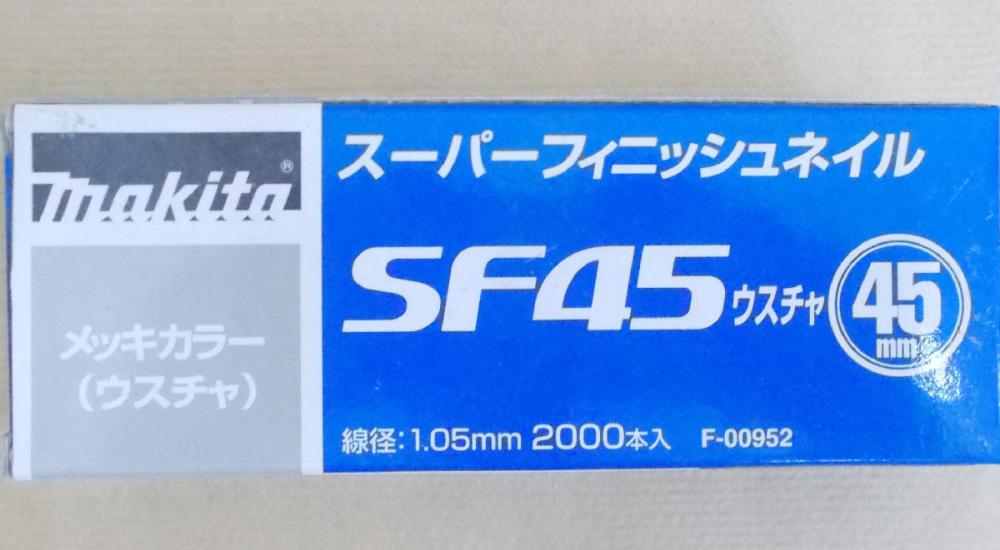 makita®
メッキカラー
(ウスチャ)
スーパーフィニッシュネイル
SF45 ウスチャ 45
mm
線径:1.05mm 2000本入 F-00952